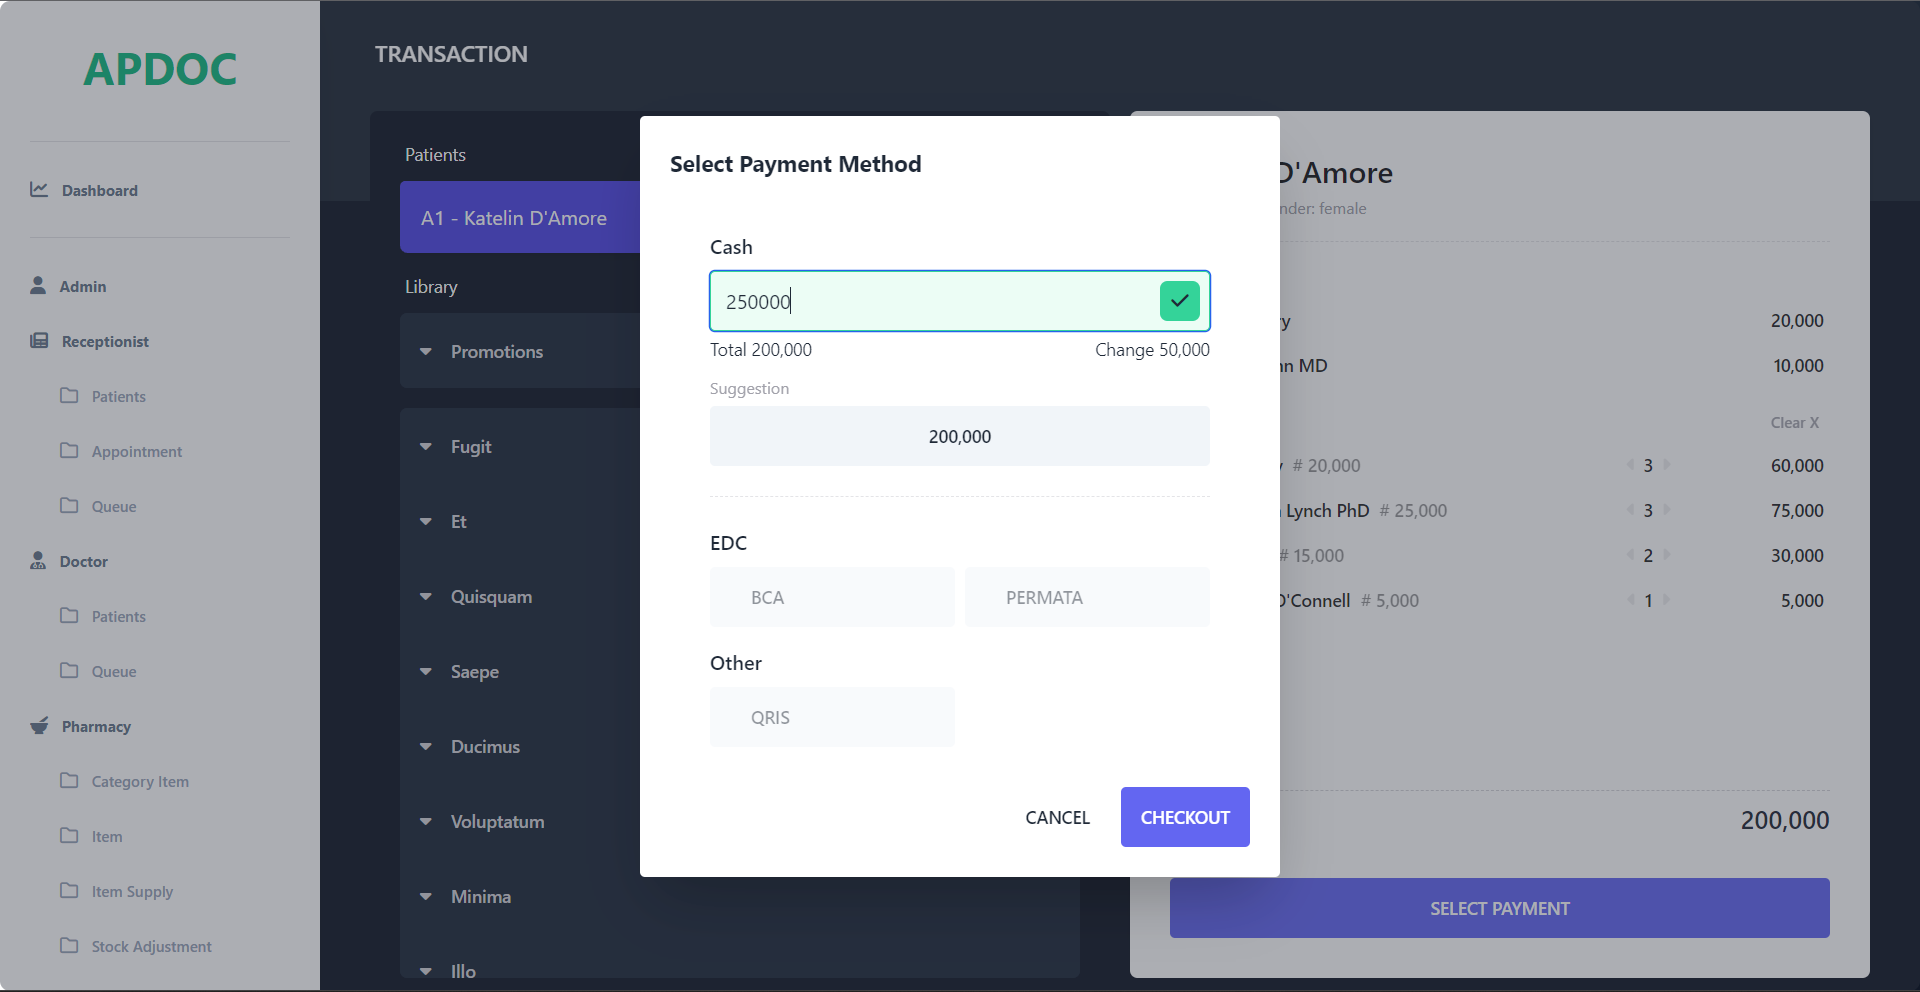 APDOC
Dashboard
Admin
Receptionist
Patients
Appointment
Queue
Doctor
Patients
Queue
Pharmacy
Category Item
Item
Item Supply
Stock Adjustment
TRANSACTION
Patients
A1 - Katelin D'Amore
Library
Promotions
Fugit
Et
Quisquam
Saepe
Ducimus
Voluptatum
Minima
Illo
Select Payment Method
Cash
250000
Total 200,000 Change 50,000
Suggestion
200,000
EDC
BCA PERMATA
Other
QRIS
CANCEL CHECKOUT
D'Amore
female
20,000
MD 10,000
Clear X
# 20,000 3 60,000
Lynch PhD # 25,000 3 75,000
# 15,000 2 30,000
O'Connell # 5,000 1 5,000
200,000
SELECT PAYMENT